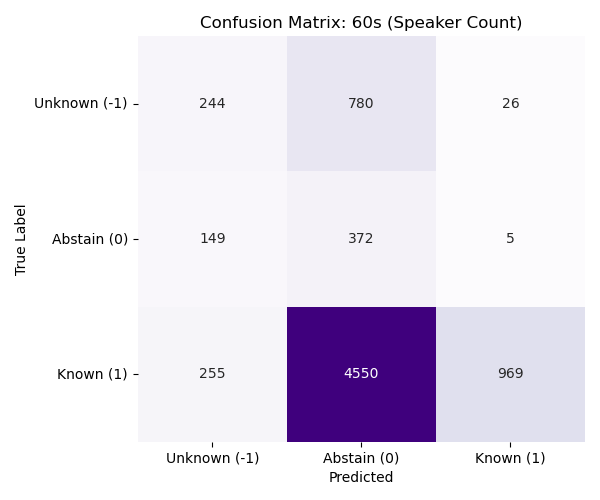 Confusion Matrix: 60s (Speaker Count)
True Label
Unknown (-1) 244 780 26
Abstain (0) 149 372 5
Known (1) 255 4550 969
Unknown (-1) Abstain (0) Known (1)
Predicted